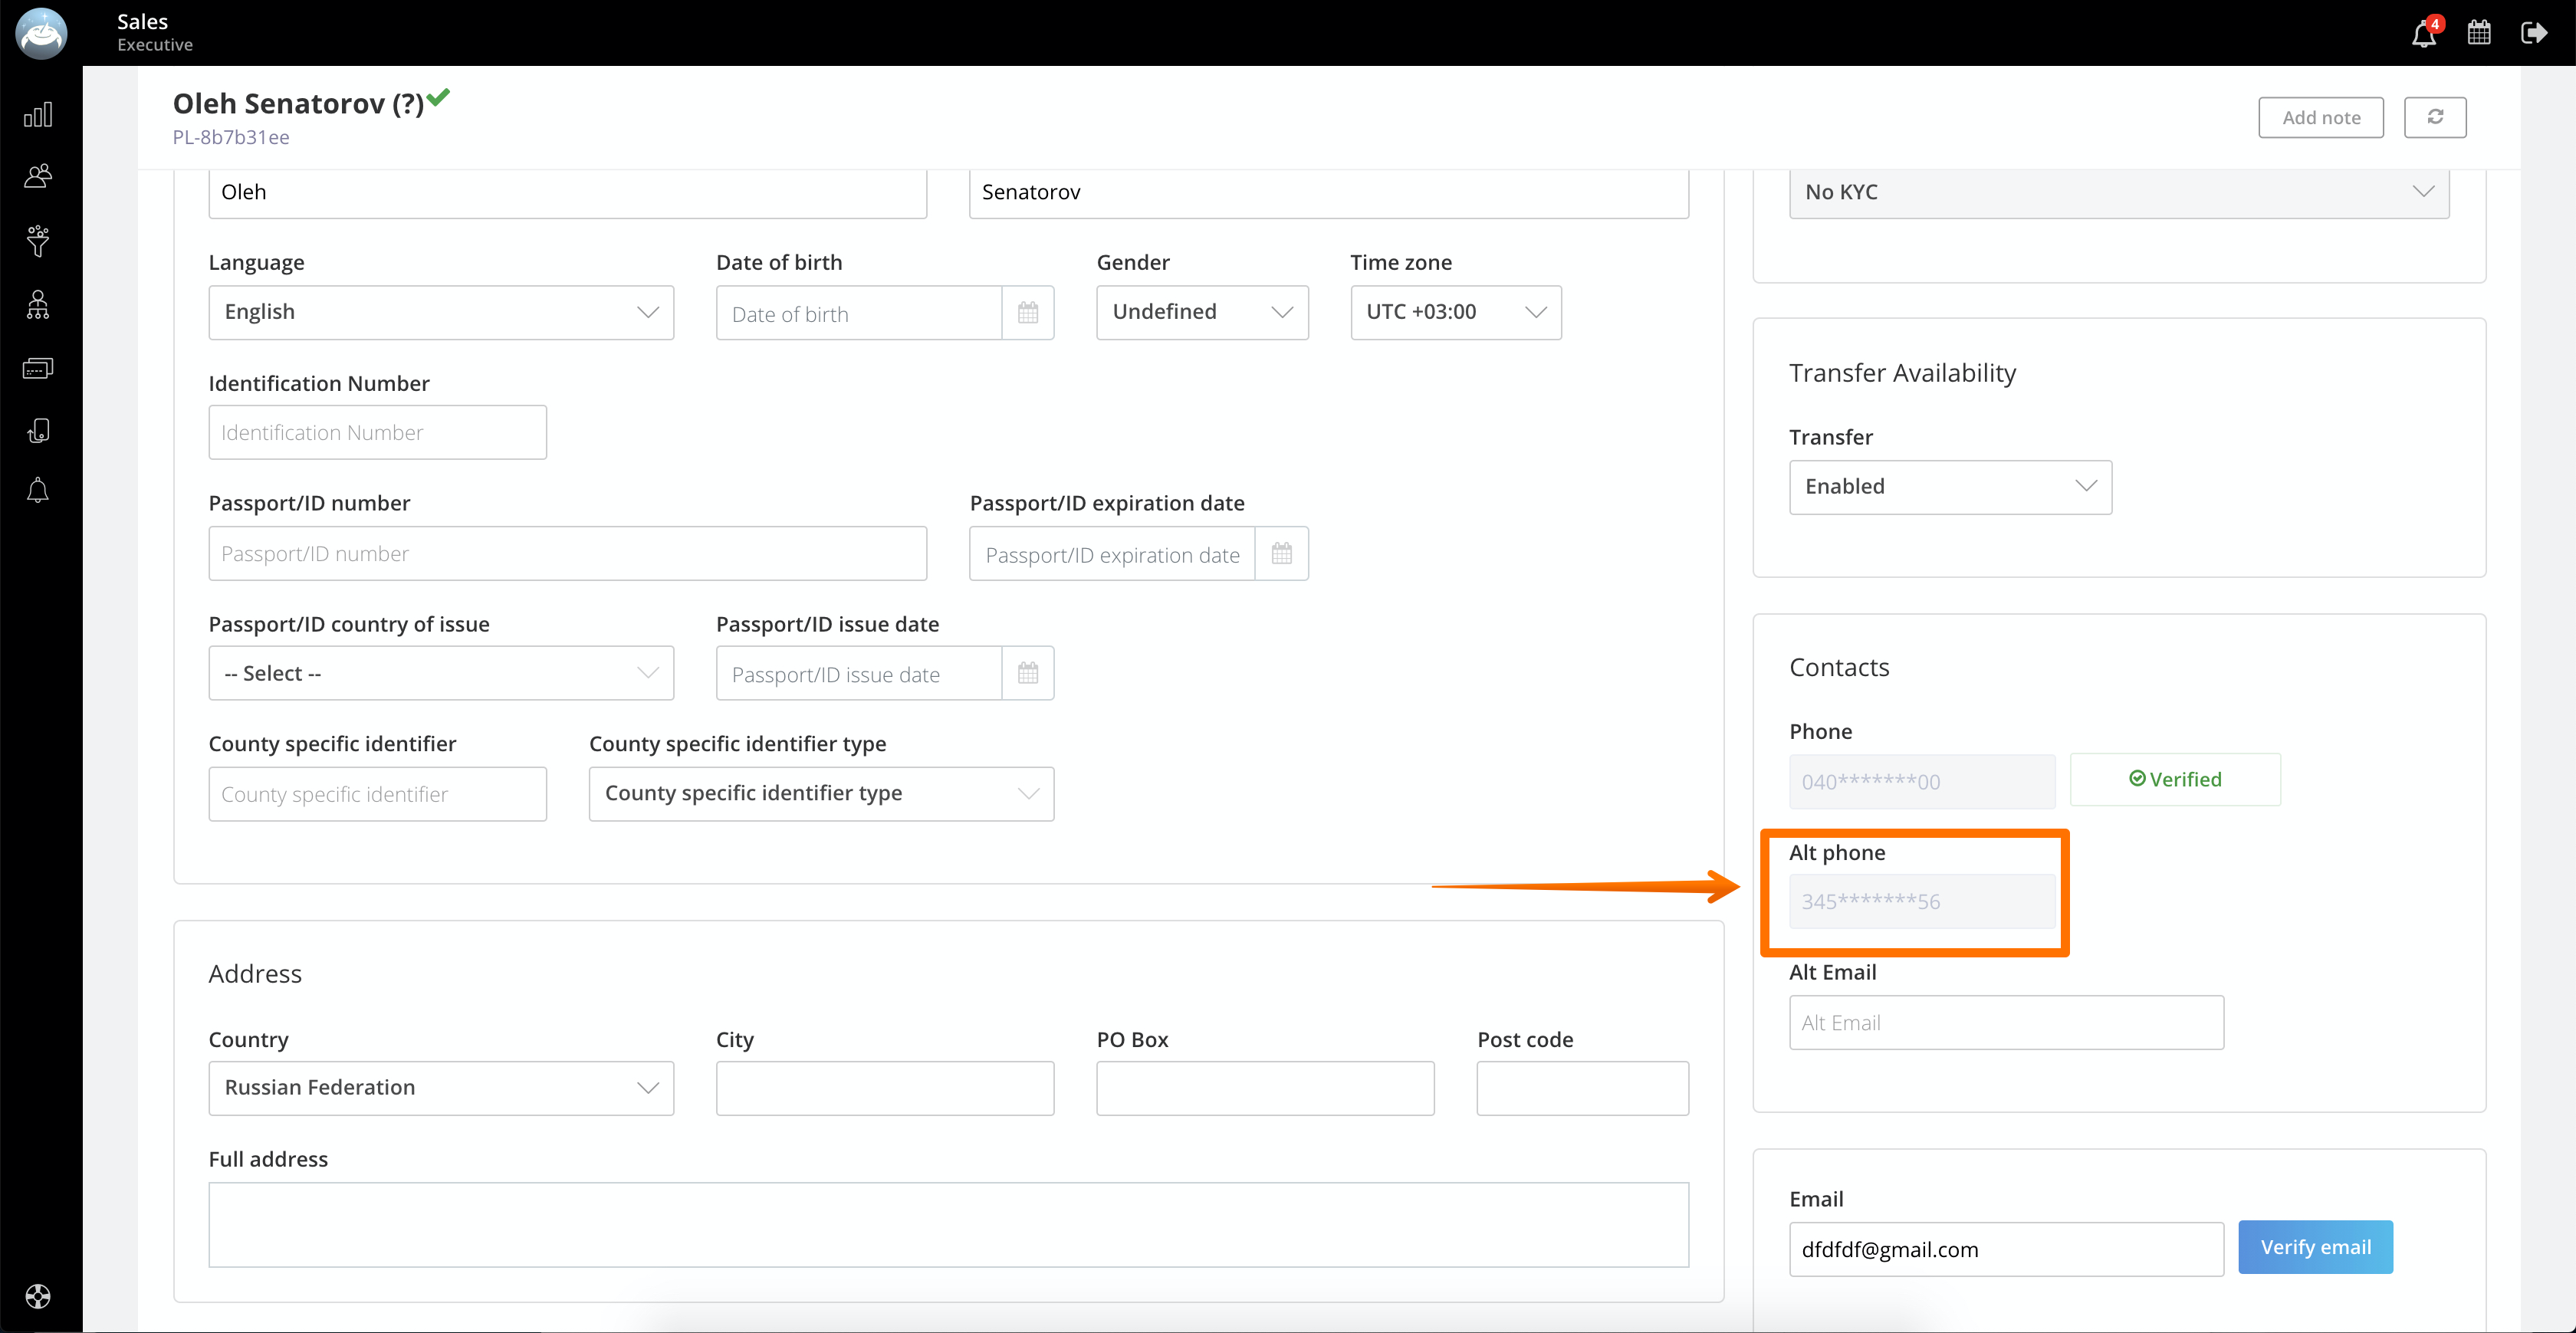 Sales
Executive
4
Oleh Senatorov (?)
PL-8b7b31ee
Add note
Oleh
Senatorov
No KYC
Language
Date of birth
Gender
Time zone
English
Date of birth
Undefined
UTC +03:00
Identification Number
Identification Number
Passport/ID number
Passport/ID expiration date
Passport/ID number
Passport/ID expiration date
Passport/ID country of issue
Passport/ID issue date
-- Select --
Passport/ID issue date
County specific identifier
County specific identifier type
County specific identifier
County specific identifier type
Address
Country
City
PO Box
Post code
Russian Federation
Full address
Transfer Availability
Transfer
Enabled
Contacts
Phone
040*******00
Verified
Alt phone
345*******56
Alt Email
Alt Email
Email
dfdfdf@gmail.com
Verify email